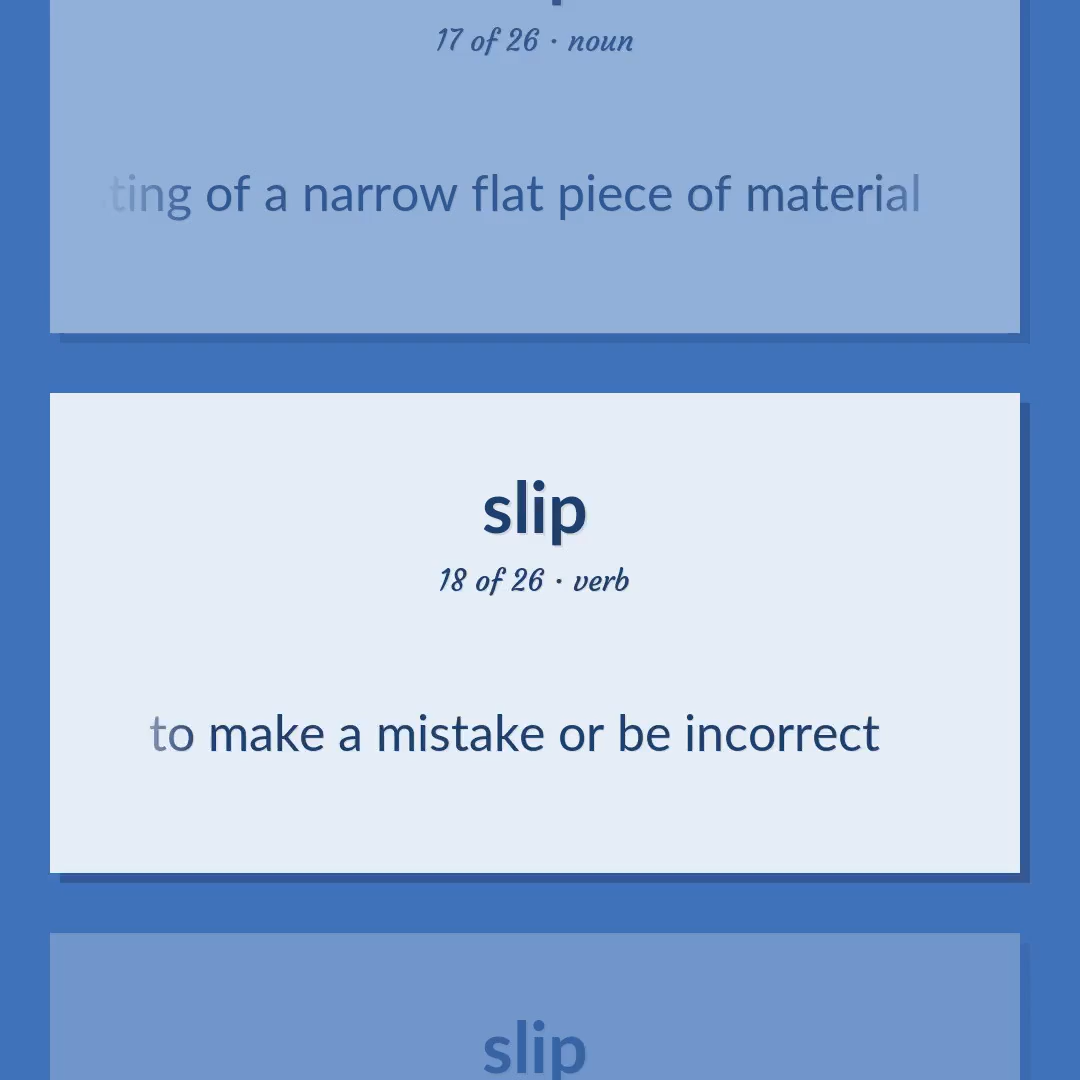 17 of 26 · noun
ting of a narrow flat piece of material
slip
18 of 26 · verb
to make a mistake or be incorrect
slip